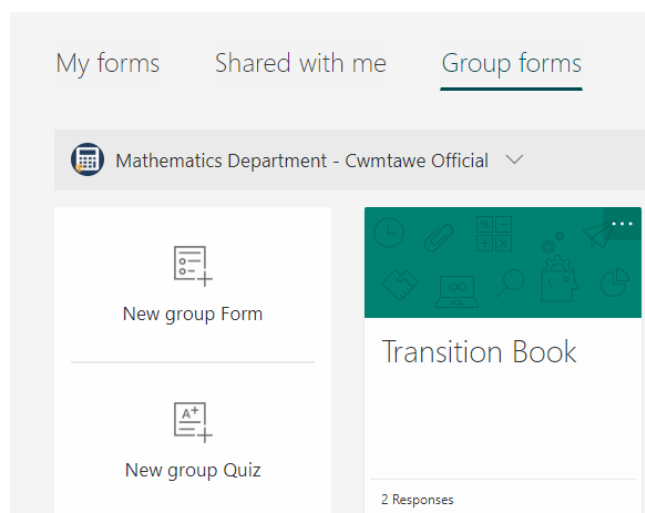 My forms Shared with me Group forms
Mathematics Department - Cwmtawe Official
New group Form
Transition Book
A+
New group Quiz
2 Responses